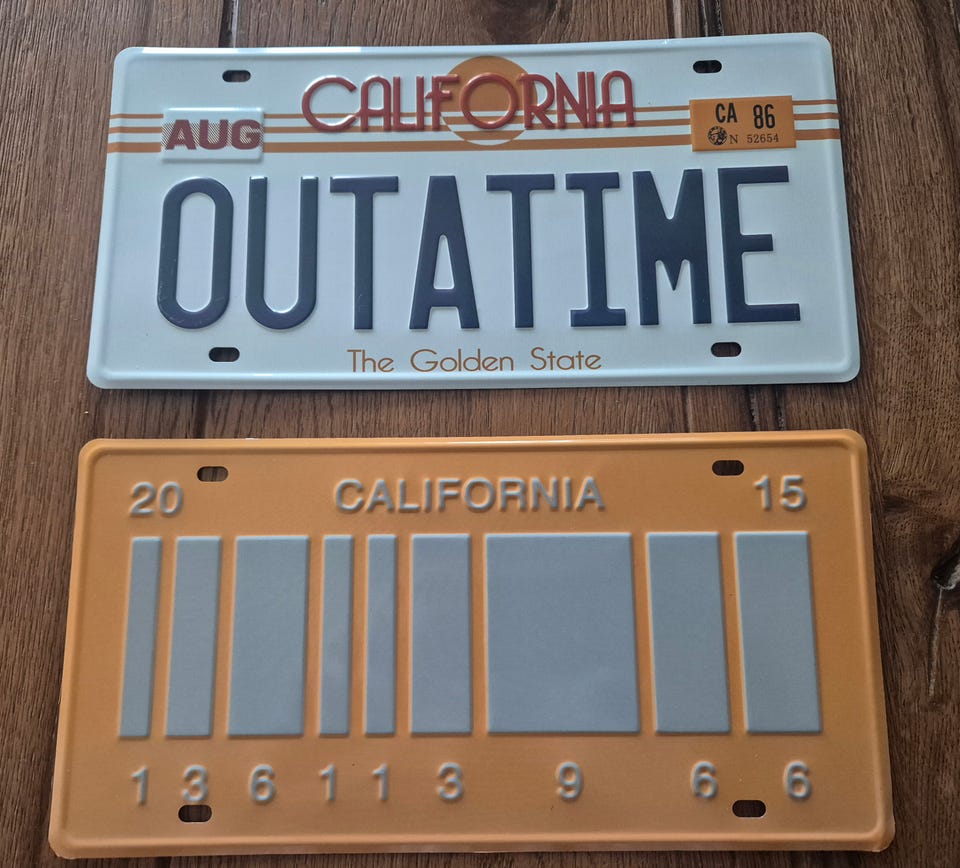 CALIFORNIA
AUG
CA 86
N 52654
OUTATIME
The Golden State
20 CALIFORNIA 15
1 3 6 1 1 3 9 6 6